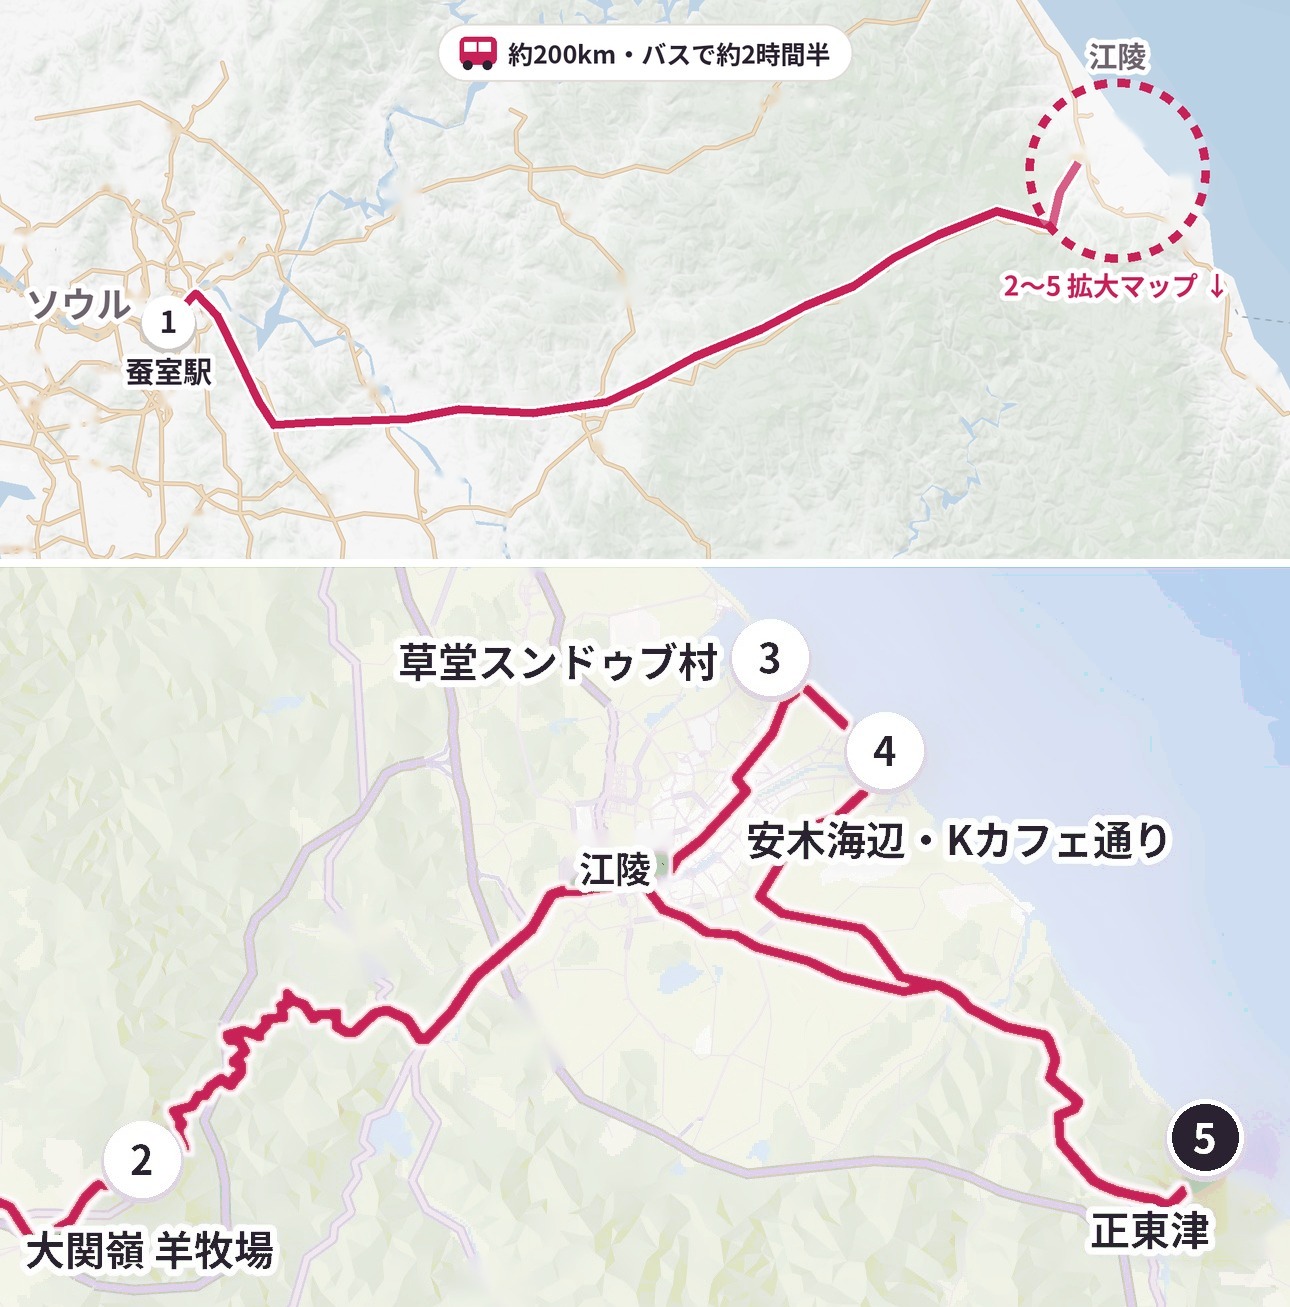 約200km・バスで約2時間半
江陵
ソウル
1
蚕室駅
2〜5 拡大マップ ↓
草堂スンドゥブ村
3
4
安木海辺・Kカフェ通り
江陵
2
大関嶺 羊牧場
5
正東津